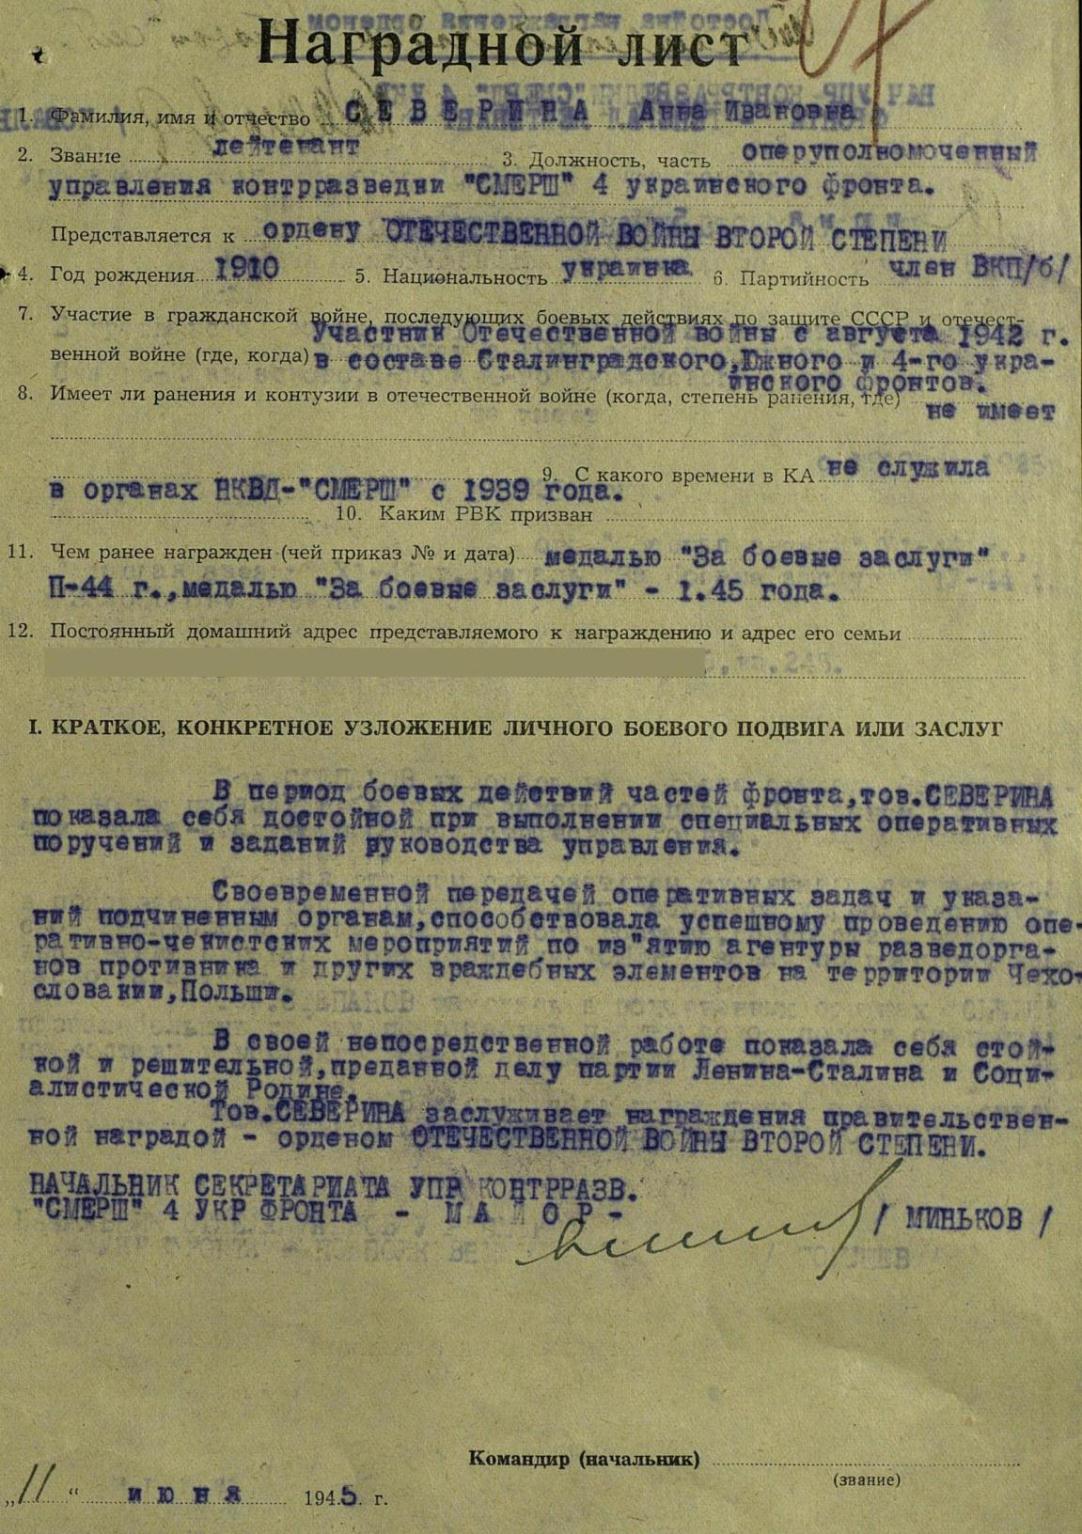 Наградной лист
1. Фамилия, имя и отчество СЕВЕРИНА Анна Ивановна
2. Звание лейтенант 3. Должность, часть оперуполномоченный
управления контрразведки "СМЕРШ" 4 украинского фронта.
Представляется к ордену ОТЕЧЕСТВЕННОЙ ВОЙНЫ ВТОРОЙ СТЕПЕНИ
4. Год рождения 1910 5. Национальность украинка 6. Партийность член ВКП/б/
7. Участие в гражданской войне, последующих боевых действиях по защите СССР и отечест-
Участник Отечественной войны с августа 1942 г.
венной войне (где, когда) в составе Сталинградского,Южного и 4-го укра-
инского фронтов.
8. Имеет ли ранения и контузии в отечественной войне (когда, степень ранения, где) не имеет
9. С какого времени в КА не служила
в органах НКВД-"СМЕРШ" с 1939 года.
10. Каким РВК призван
11. Чем ранее награжден (чей приказ № и дата) медалью "За боевые заслуги"
П-44 г.,медалью "За боевые заслуги" - 1.45 года.
12. Постоянный домашний адрес представляемого к награждению и адрес его семьи
I. КРАТКОЕ, КОНКРЕТНОЕ УЗЛОЖЕНИЕ ЛИЧНОГО БОЕВОГО ПОДВИГА ИЛИ ЗАСЛУГ
В период боевых действий частей фронта,тов.СЕВЕРИНА
показала себя достойной при выполнении специальных оперативных
поручений и заданий руководства управления.
Своевременной передачей оперативных задач и указа-
ний подчиненным органам,способствовала успешному проведению опе-
ративно-чекистских мероприятий по из"ятию агентуры разведорга-
нов противника и других враждебных элементов на территории Чехо-
словакии,Польши.
В своей непосредственной работе показала себя стой-
кой и решительной,преданной делу партии Ленина-Сталина и Соци-
алистической Родине.
Тов.СЕВЕРИНА заслуживает награждения правительствен-
ной наградой - орденом ОТЕЧЕСТВЕННОЙ ВОЙНЫ ВТОРОЙ СТЕПЕНИ.
НАЧАЛЬНИК СЕКРЕТАРИАТА УПР КОНТРРАЗВ.
"СМЕРШ" 4 УКР ФРОНТА - МАЙОР - / МИНЬКОВ /
Командир (начальник)
(звание)
„11“ июня 1945 г.